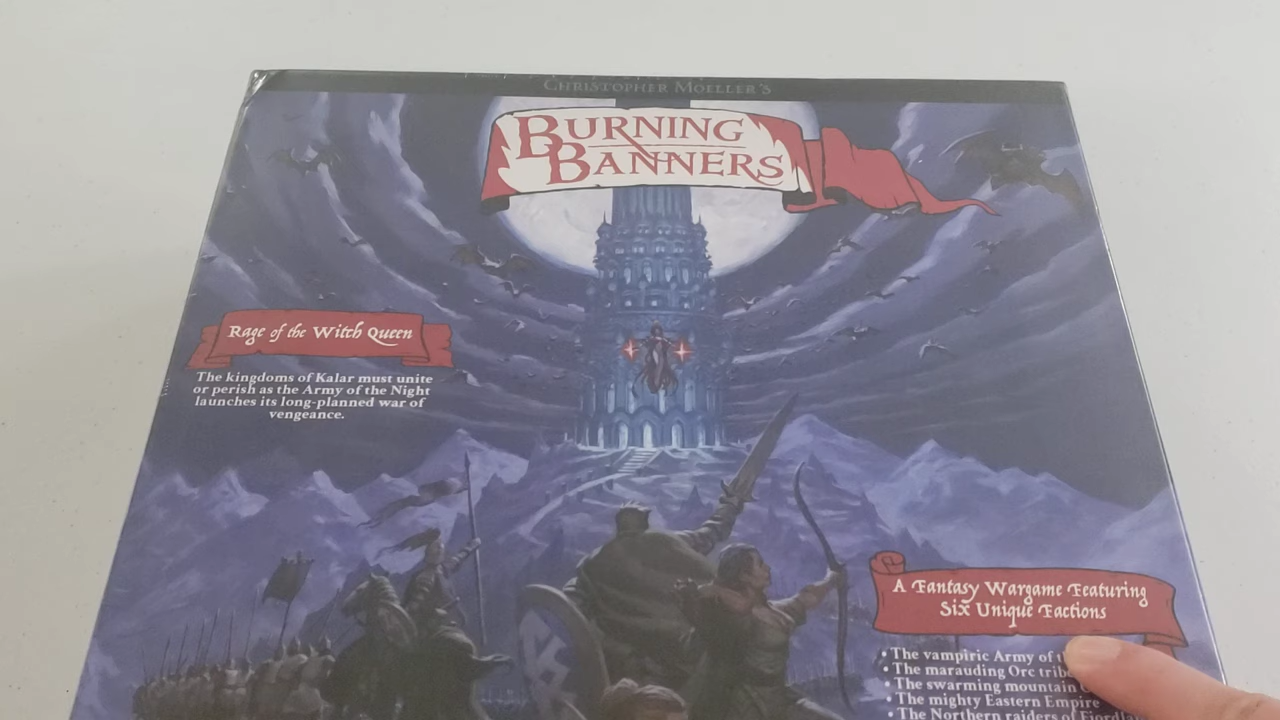 CHRISTOPHER MOELLER'S
BURNING
BANNERS
Rage of the Witch Queen
The kingdoms of Kalar must unite
or perish as the Army of the Night
launches its long-planned war of
vengeance.
A Fantasy Wargame Featuring
Six Unique Factions
• The vampiric Army of
• The marauding Orc
• The swarming mountain
• The mighty Eastern Empire
• The Northern raiders of